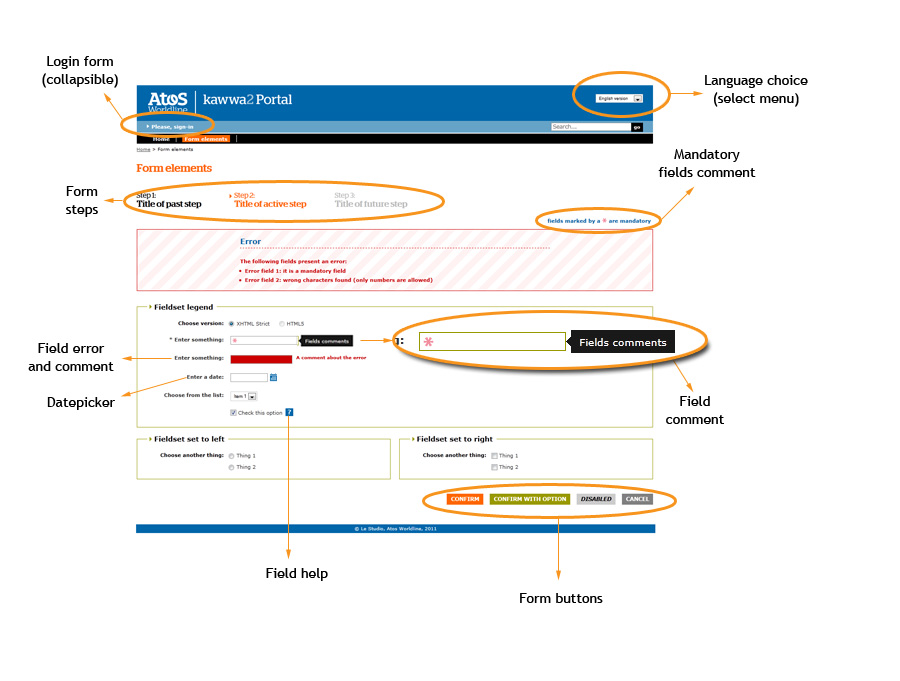 Login form
(collapsible)
Language choice
(select menu)
AtoS
Worldline
kawwa2 Portal
English version
Please, sign-in
Search...
go
Home
Form elements
Home > Form elements
Mandatory
fields comment
Form elements
Form
steps
Step 1:
Title of past step
Step 2:
Title of active step
Step 3:
Title of future step
fields marked by a * are mandatory
Error
The following fields present an error:
• Error field 1: it is a mandatory field
• Error field 2: wrong characters found (only numbers are allowed)
Fieldset legend
Choose version:
XHTML Strict
HTML5
* Enter something:
*
Fields comments
:
*
Fields comments
Field error
and comment
Enter something:
A comment about the error
Enter a date:
Datepicker
Choose from the list:
Item 1
Check this option
?
Field
comment
Fieldset set to left
Choose another thing:
Thing 1
Thing 2
Fieldset set to right
Choose another thing:
Thing 1
Thing 2
CONFIRM
CONFIRM WITH OPTION
DISABLED
CANCEL
© Le Studio, Atos Worldline, 2011
Field help
Form buttons